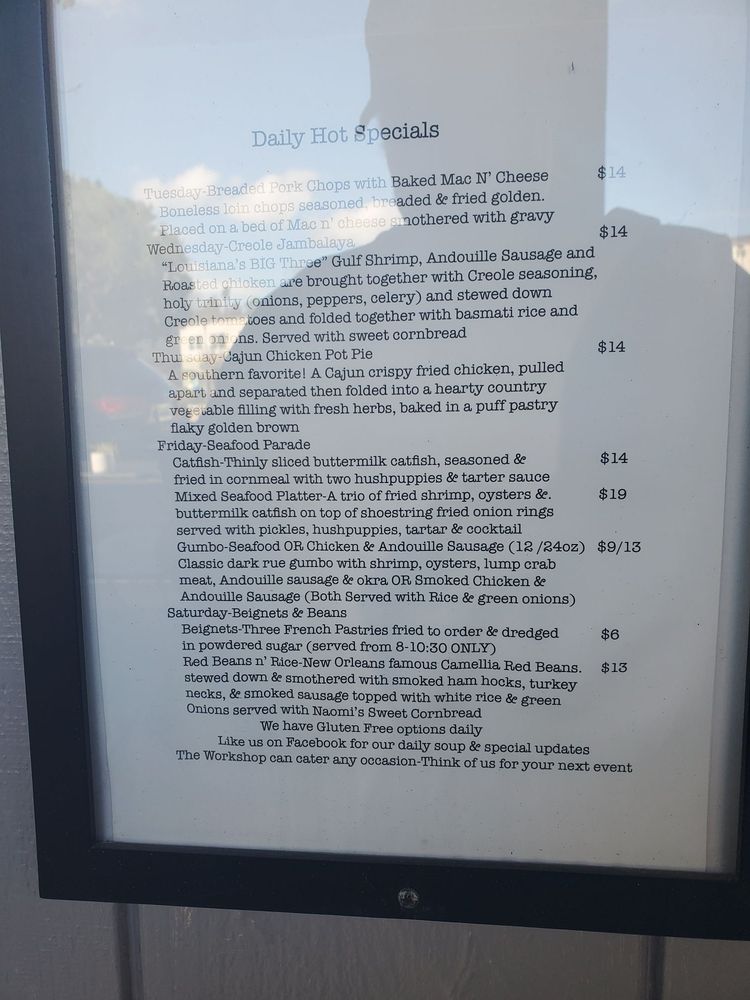 Daily Hot Specials
Tuesday-Breaded Pork Chops with Baked Mac N' Cheese $14
Boneless loin chops seasoned, breaded & fried golden.
Placed on a bed of Mac n' cheese smothered with gravy
Wednesday-Creole Jambalaya $14
"Louisiana's BIG Three" Gulf Shrimp, Andouille Sausage and
Roasted chicken are brought together with Creole seasoning,
holy trinity (onions, peppers, celery) and stewed down
Creole tomatoes and folded together with basmati rice and
green onions. Served with sweet cornbread
Thursday-Cajun Chicken Pot Pie $14
A southern favorite! A Cajun crispy fried chicken, pulled
apart and separated then folded into a hearty country
vegetable filling with fresh herbs, baked in a puff pastry
flaky golden brown
Friday-Seafood Parade
Catfish-Thinly sliced buttermilk catfish, seasoned & $14
fried in cornmeal with two hushpuppies & tarter sauce
Mixed Seafood Platter-A trio of fried shrimp, oysters &. $19
buttermilk catfish on top of shoestring fried onion rings
served with pickles, hushpuppies, tartar & cocktail
Gumbo-Seafood OR Chicken & Andouille Sausage (12 /24oz) $9/13
Classic dark rue gumbo with shrimp, oysters, lump crab
meat, Andouille sausage & okra OR Smoked Chicken &
Andouille Sausage (Both Served with Rice & green onions)
Saturday-Beignets & Beans
Beignets-Three French Pastries fried to order & dredged $6
in powdered sugar (served from 8-10:30 ONLY)
Red Beans n' Rice-New Orleans famous Camellia Red Beans. $13
stewed down & smothered with smoked ham hocks, turkey
necks, & smoked sausage topped with white rice & green
Onions served with Naomi's Sweet Cornbread
We have Gluten Free options daily
Like us on Facebook for our daily soup & special updates
The Workshop can cater any occasion-Think of us for your next event